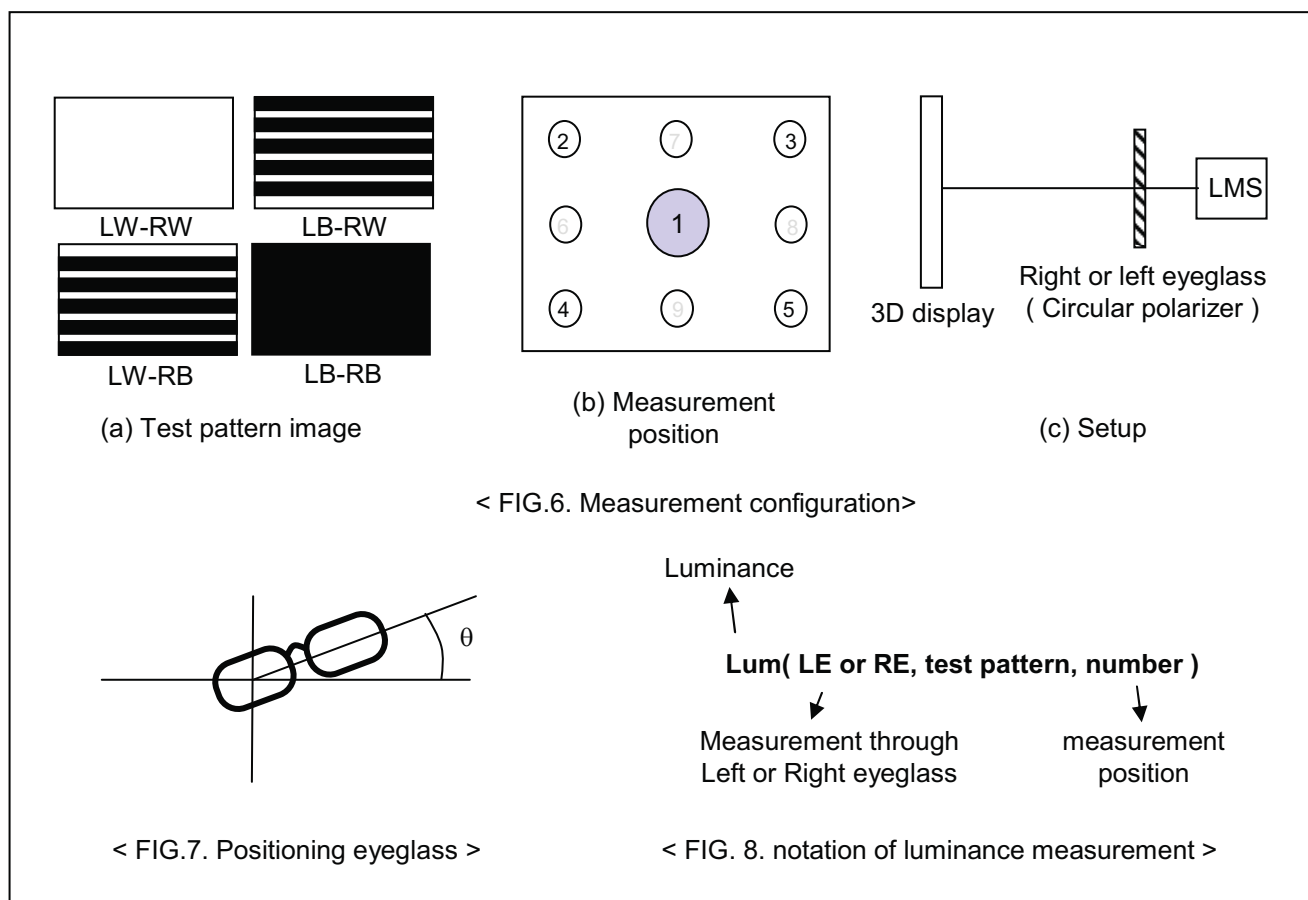 LW-RW
LB-RW
LW-RB
LB-RB
(a) Test pattern image
2
7
3
6
1
8
4
9
5
(b) Measurement
position
LMS
3D display
Right or left eyeglass
( Circular polarizer )
(c) Setup
< FIG.6. Measurement configuration>
θ
< FIG.7. Positioning eyeglass >
Luminance
Lum( LE or RE, test pattern, number )
Measurement through
Left or Right eyeglass
measurement
position
< FIG. 8. notation of luminance measurement >